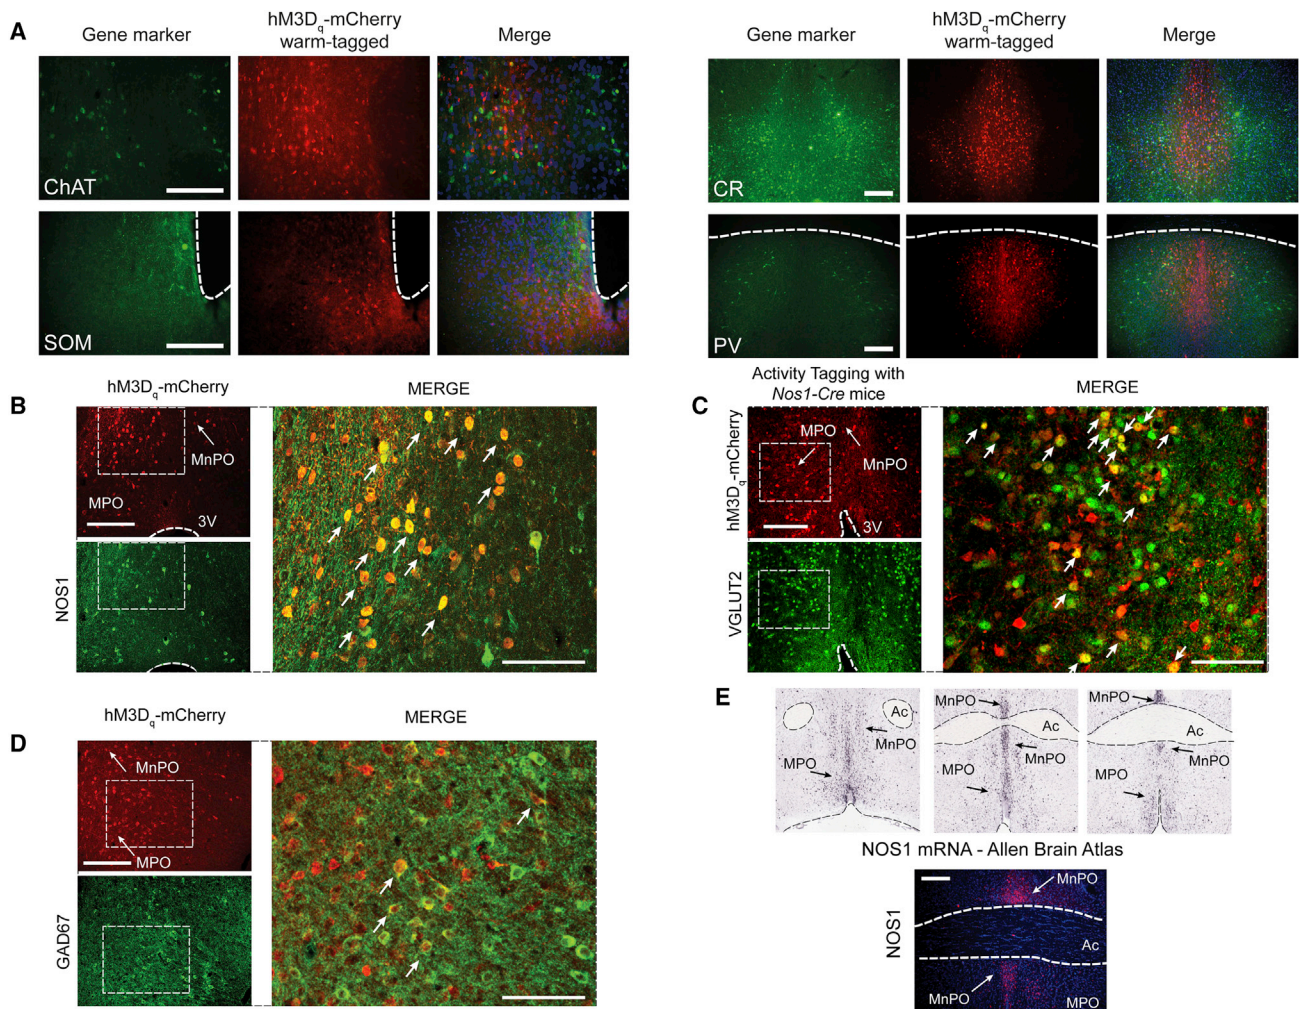 A
Gene marker
hM3Dq-mCherry
warm-tagged
Merge
ChAT
SOM
Gene marker
hM3Dq-mCherry
warm-tagged
Merge
CR
PV
B
hM3Dq-mCherry
MERGE
MnPO
MPO
3V
NOS1
C
Activity Tagging with
Nos1-Cre mice
MERGE
hM3Dq-mCherry
MPO
MnPO
3V
VGLUT2
D
hM3Dq-mCherry
MERGE
MnPO
MPO
GAD67
E
Ac
MnPO
MPO
MnPO
Ac
MnPO
MPO
MnPO
Ac
MnPO
MPO
NOS1 mRNA - Allen Brain Atlas
NOS1
MnPO
Ac
MnPO
MPO